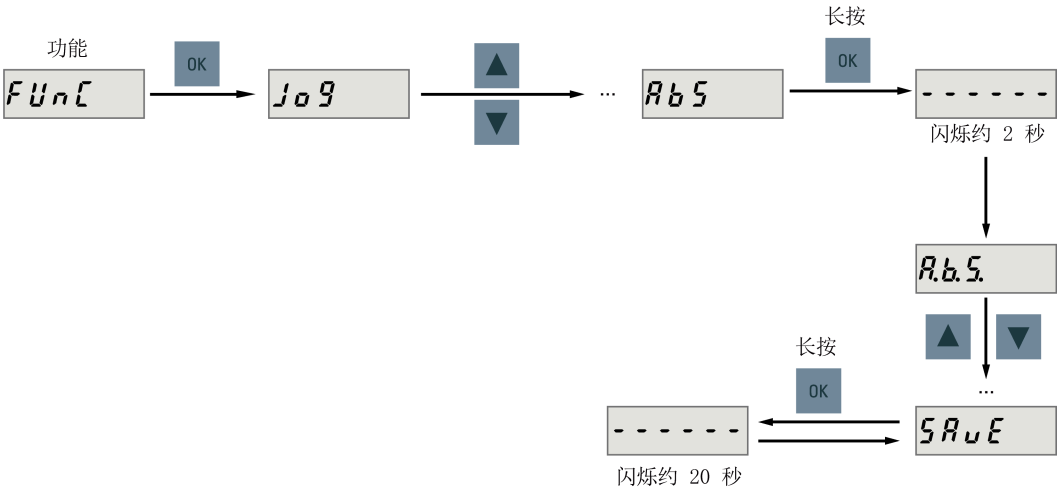 功能
FUnC
OK
Jog
...
AbS
长按
OK
------
闪烁约 2 秒
A.b.S.
...
SAvE
长按
OK
------
闪烁约 20 秒